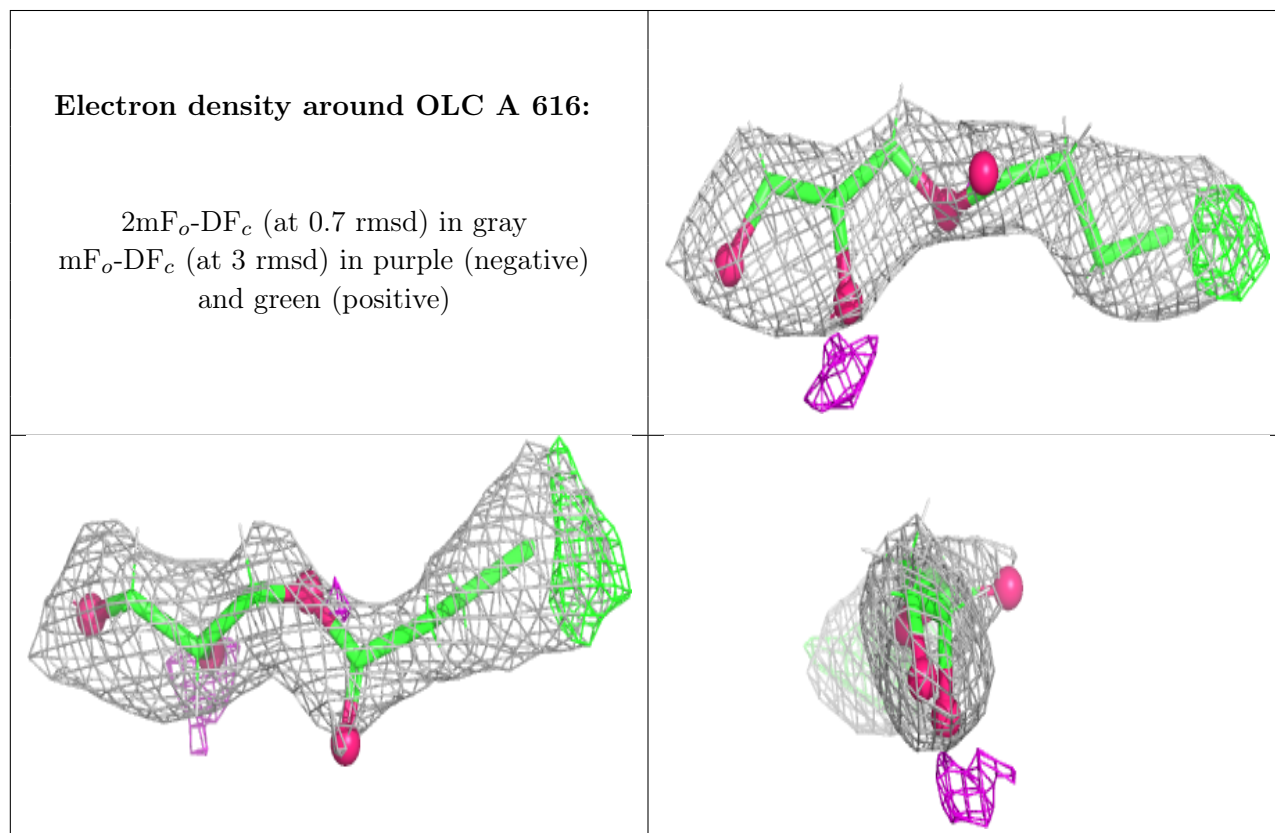 Electron density around OLC A 616:
2mFₒ-DF𝑐 (at 0.7 rmsd) in gray
mFₒ-DF𝑐 (at 3 rmsd) in purple (negative)
and green (positive)